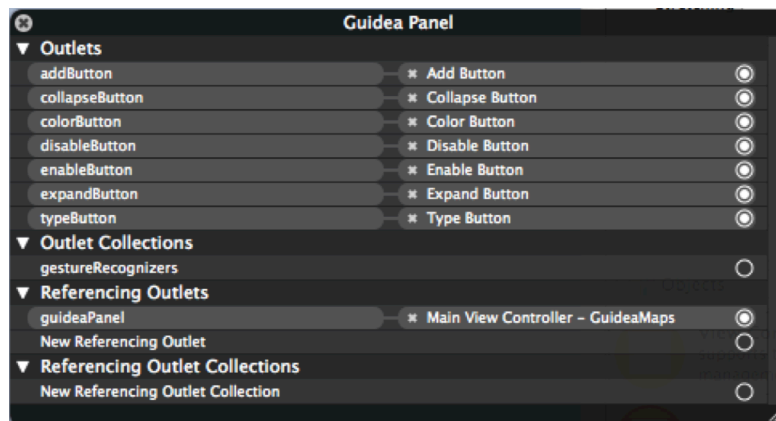 Guidea Panel
▼ Outlets
addButton × Add Button
collapseButton × Collapse Button
colorButton × Color Button
disableButton × Disable Button
enableButton × Enable Button
expandButton × Expand Button
typeButton × Type Button
▼ Outlet Collections
gestureRecognizers
Objects
▼ Referencing Outlets
guideaPanel × Main View Controller – GuideaMaps
New Referencing Outlet
▼ Referencing Outlet Collections
New Referencing Outlet Collection